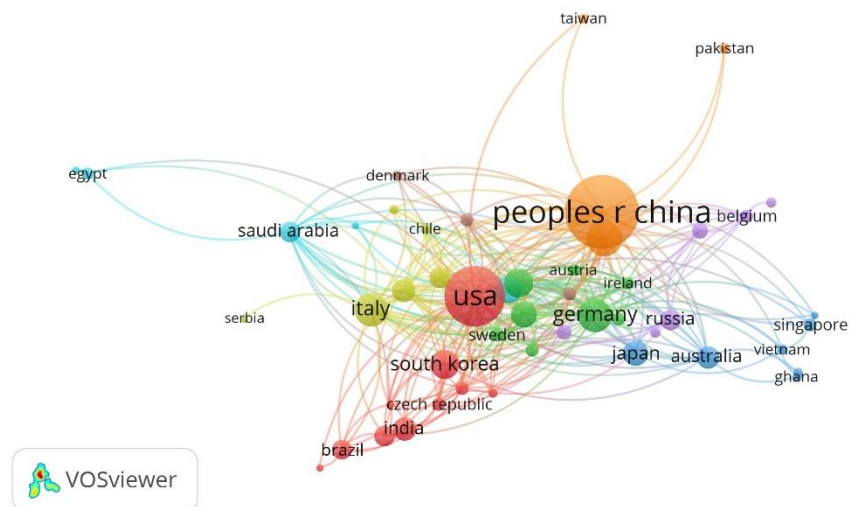 taiwan
pakistan
egypt
denmark
peoples r china
belgium
saudi arabia
chile
austria
ireland
usa
italy
germany
russia
serbia
sweden
singapore
japan
australia
vietnam
south korea
ghana
czech republic
india
brazil
VOSviewer